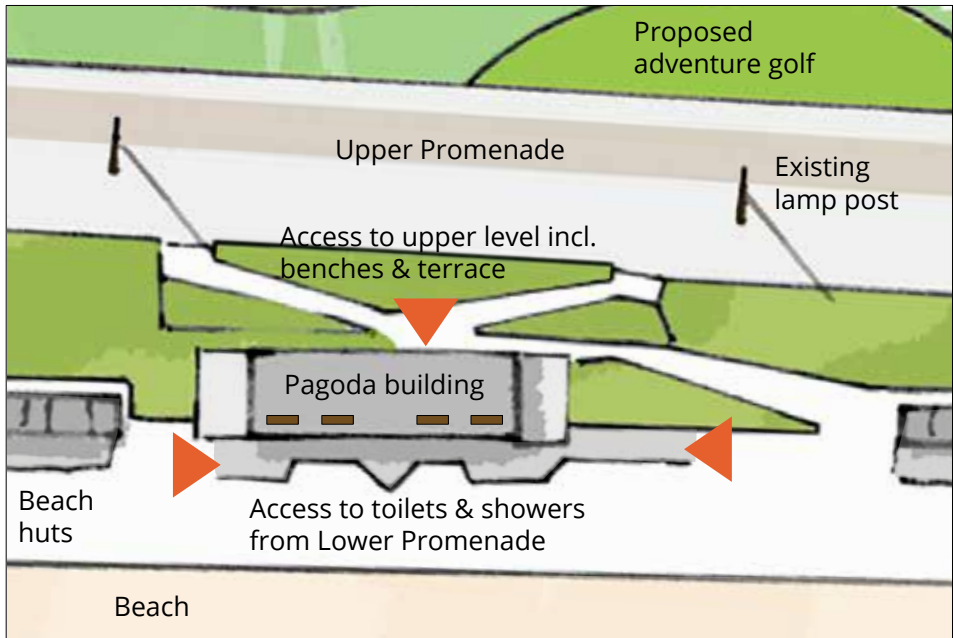 Proposed
adventure golf
Upper Promenade
Existing
lamp post
Access to upper level incl.
benches & terrace
Pagoda building
Beach
huts
Access to toilets & showers
from Lower Promenade
Beach